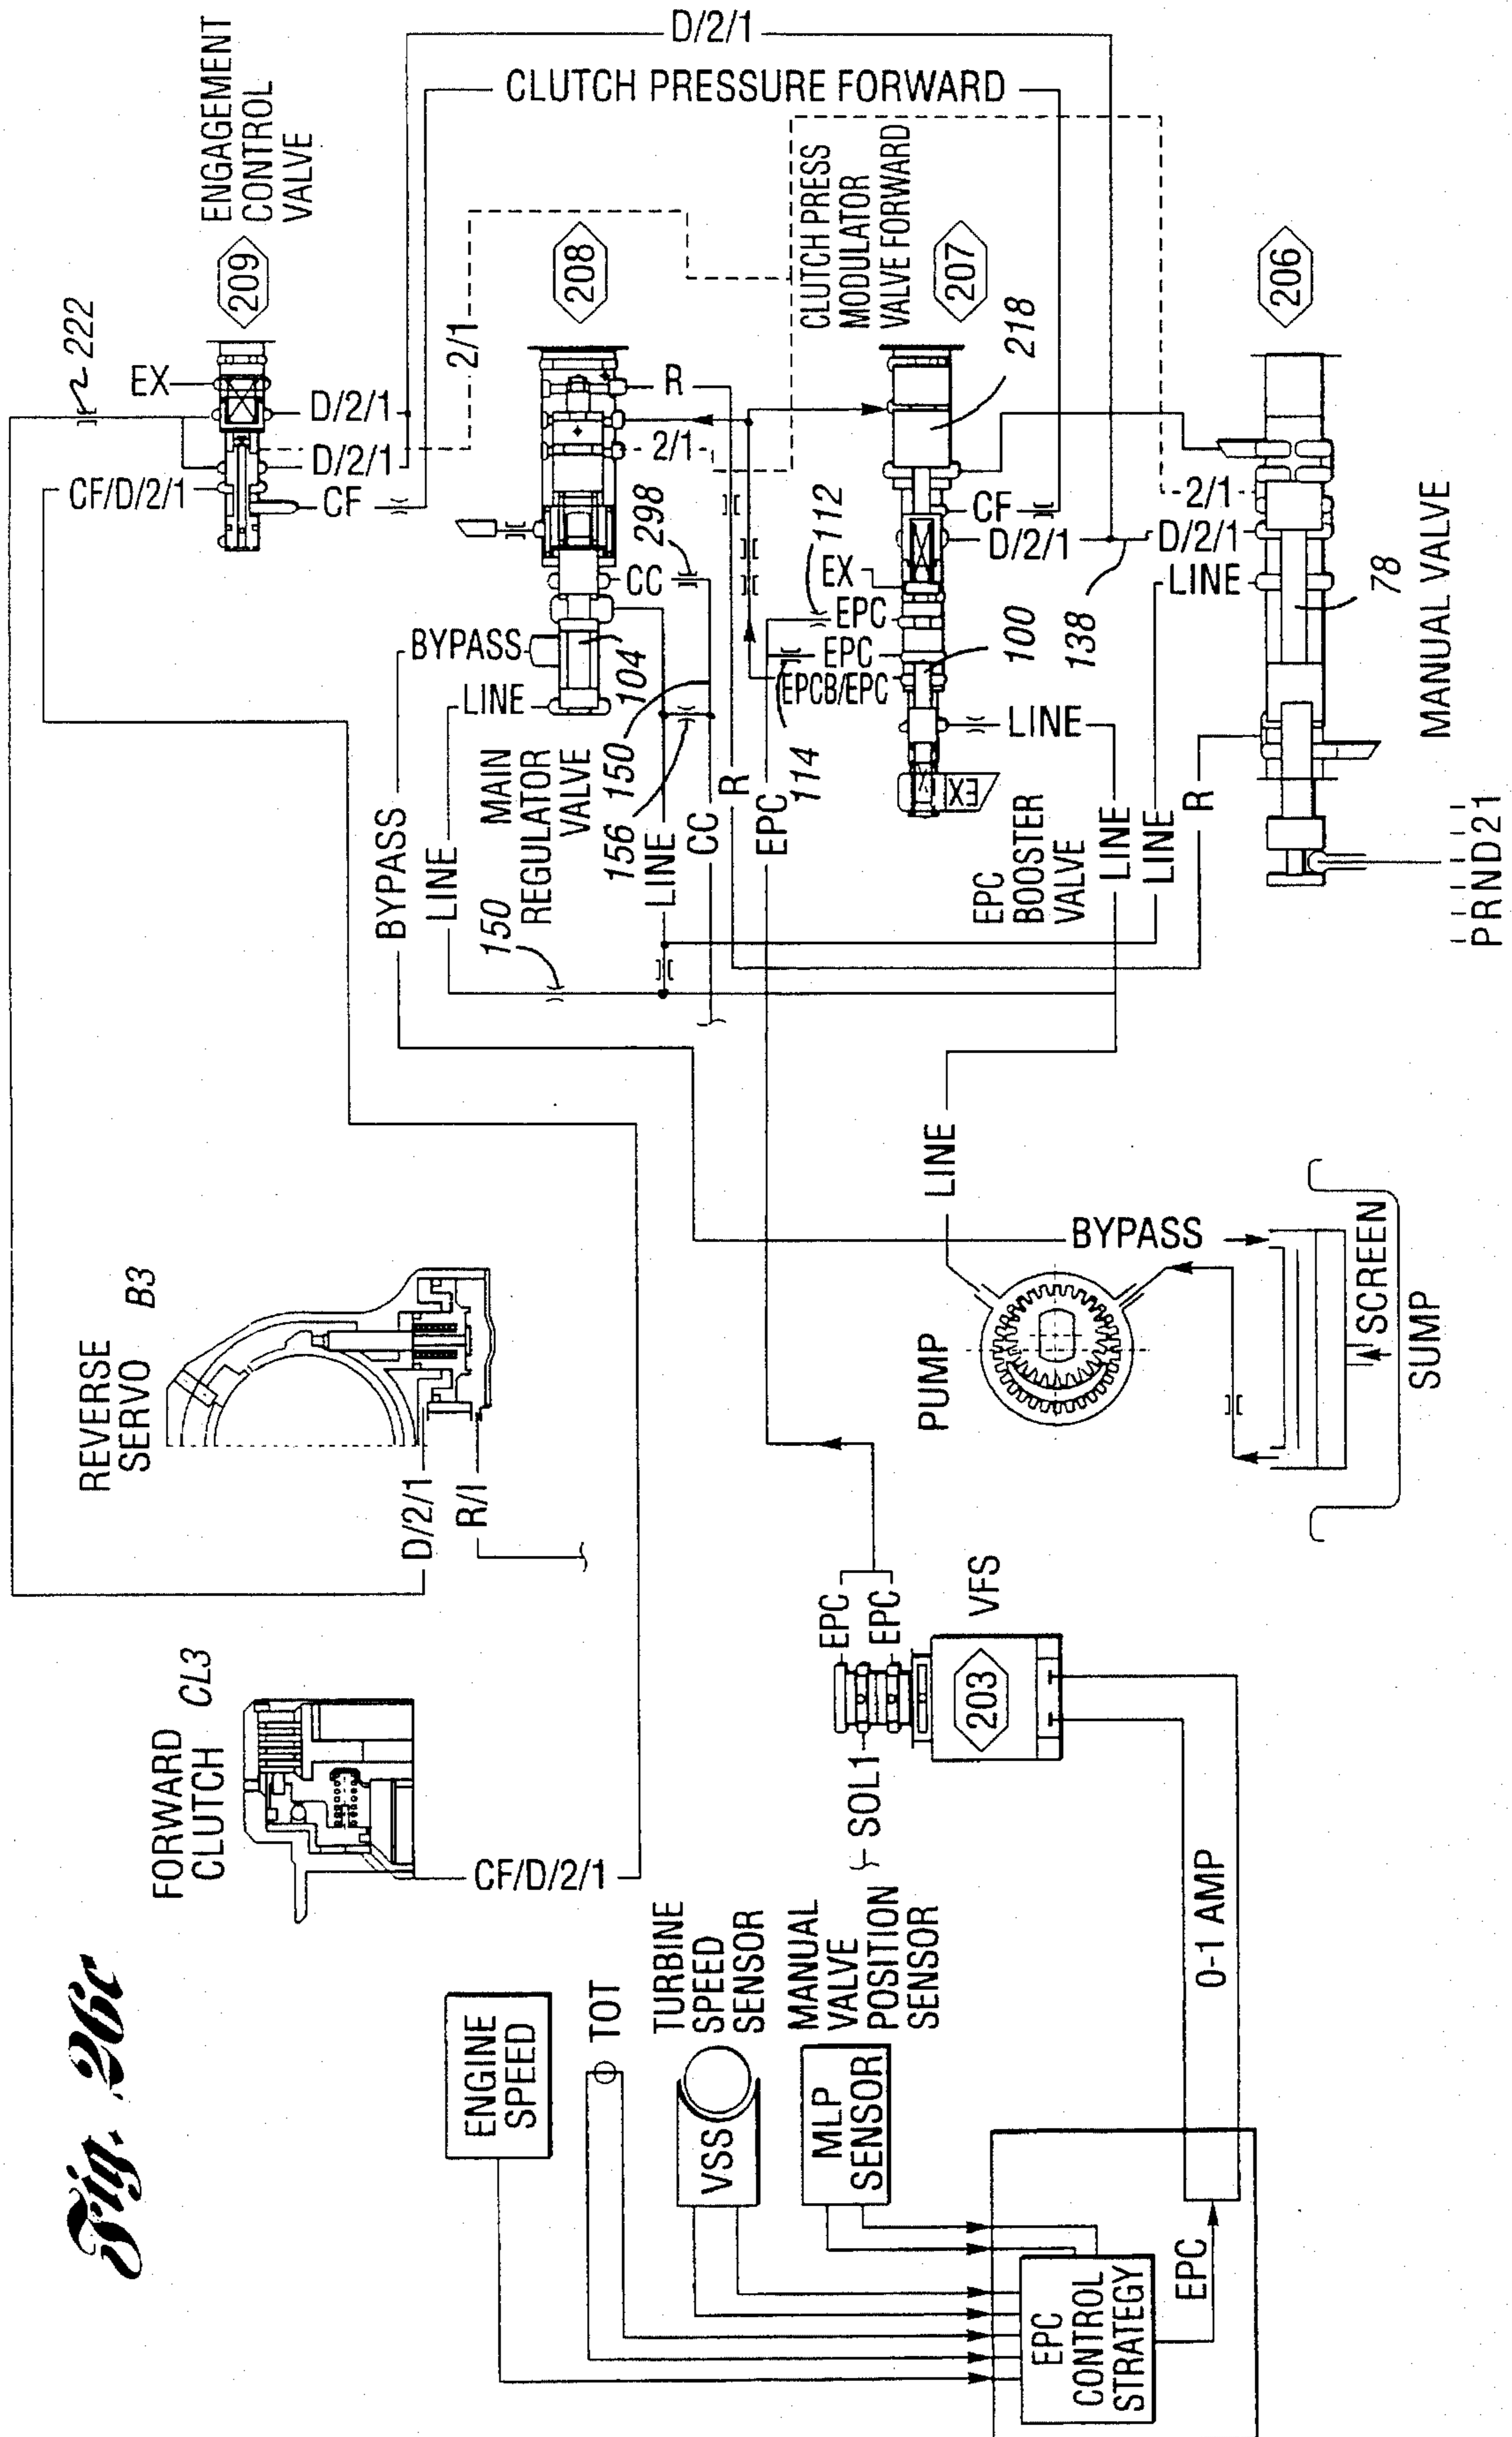 D/2/1
CLUTCH PRESSURE FORWARD
ENGAGEMENT
CONTROL
VALVE
209
222
EX
D/2/1
D/2/1
CF/D/2/1
CF
2/1
208
R
2/1
298
CC
BYPASS
104
LINE
CLUTCH PRESS
MODULATOR
VALVE FORWARD
207
218
112
CF
D/2/1
EX
EPC
EPC
EPCB/EPC
100
138
114
LINE
EX
206
2/1
D/2/1
LINE
78
MANUAL VALVE
PRND21
BYPASS
LINE
150
MAIN
REGULATOR
VALVE
156
150
LINE
CC
R
EPC
EPC
BOOSTER
VALVE
LINE
LINE
R
LINE
BYPASS
PUMP
SCREEN
SUMP
REVERSE
SERVO
B3
D/2/1
R/I
FORWARD
CLUTCH
CL3
CF/D/2/1
EPC
EPC
VFS
203
SOL1
0-1 AMP
Fig. 26c
ENGINE
SPEED
TOT
TURBINE
SPEED
SENSOR
VSS
MANUAL
VALVE
POSITION
SENSOR
MLP
SENSOR
EPC
CONTROL
STRATEGY
EPC